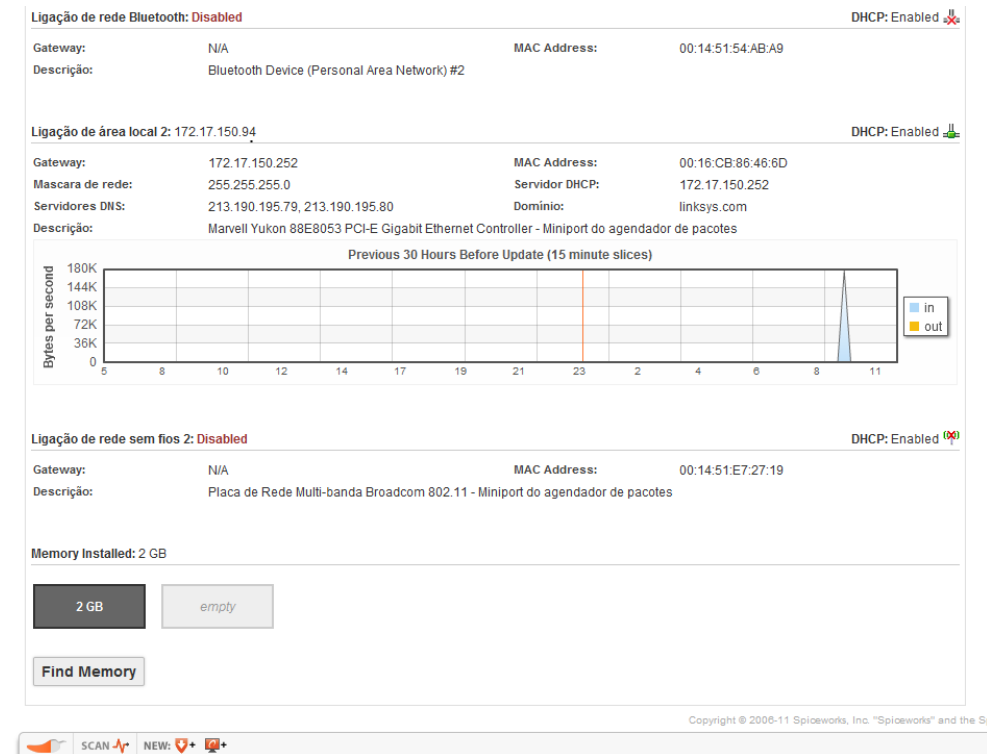 Ligação de rede Bluetooth: Disabled DHCP: Enabled
Gateway: N/A MAC Address: 00:14:51:54:AB:A9
Descrição: Bluetooth Device (Personal Area Network) #2
Ligação de área local 2: 172.17.150.94 DHCP: Enabled
Gateway: 172.17.150.252 MAC Address: 00:16:CB:86:46:6D
Mascara de rede: 255.255.255.0 Servidor DHCP: 172.17.150.252
Servidores DNS: 213.190.195.79, 213.190.195.80 Domínio: linksys.com
Descrição: Marvell Yukon 88E8053 PCI-E Gigabit Ethernet Controller - Miniport do agendador de pacotes
Previous 30 Hours Before Update (15 minute slices)
Bytes per second
180K
144K
108K
72K
36K
0
5 8 10 12 14 17 19 21 23 2 4 6 8 11
in
out
Ligação de rede sem fios 2: Disabled DHCP: Enabled
Gateway: N/A MAC Address: 00:14:51:E7:27:19
Descrição: Placa de Rede Multi-banda Broadcom 802.11 - Miniport do agendador de pacotes
Memory Installed: 2 GB
2 GB empty
Find Memory
Copyright © 2006-11 Spiceworks, Inc. "Spiceworks" and the S
SCAN NEW: